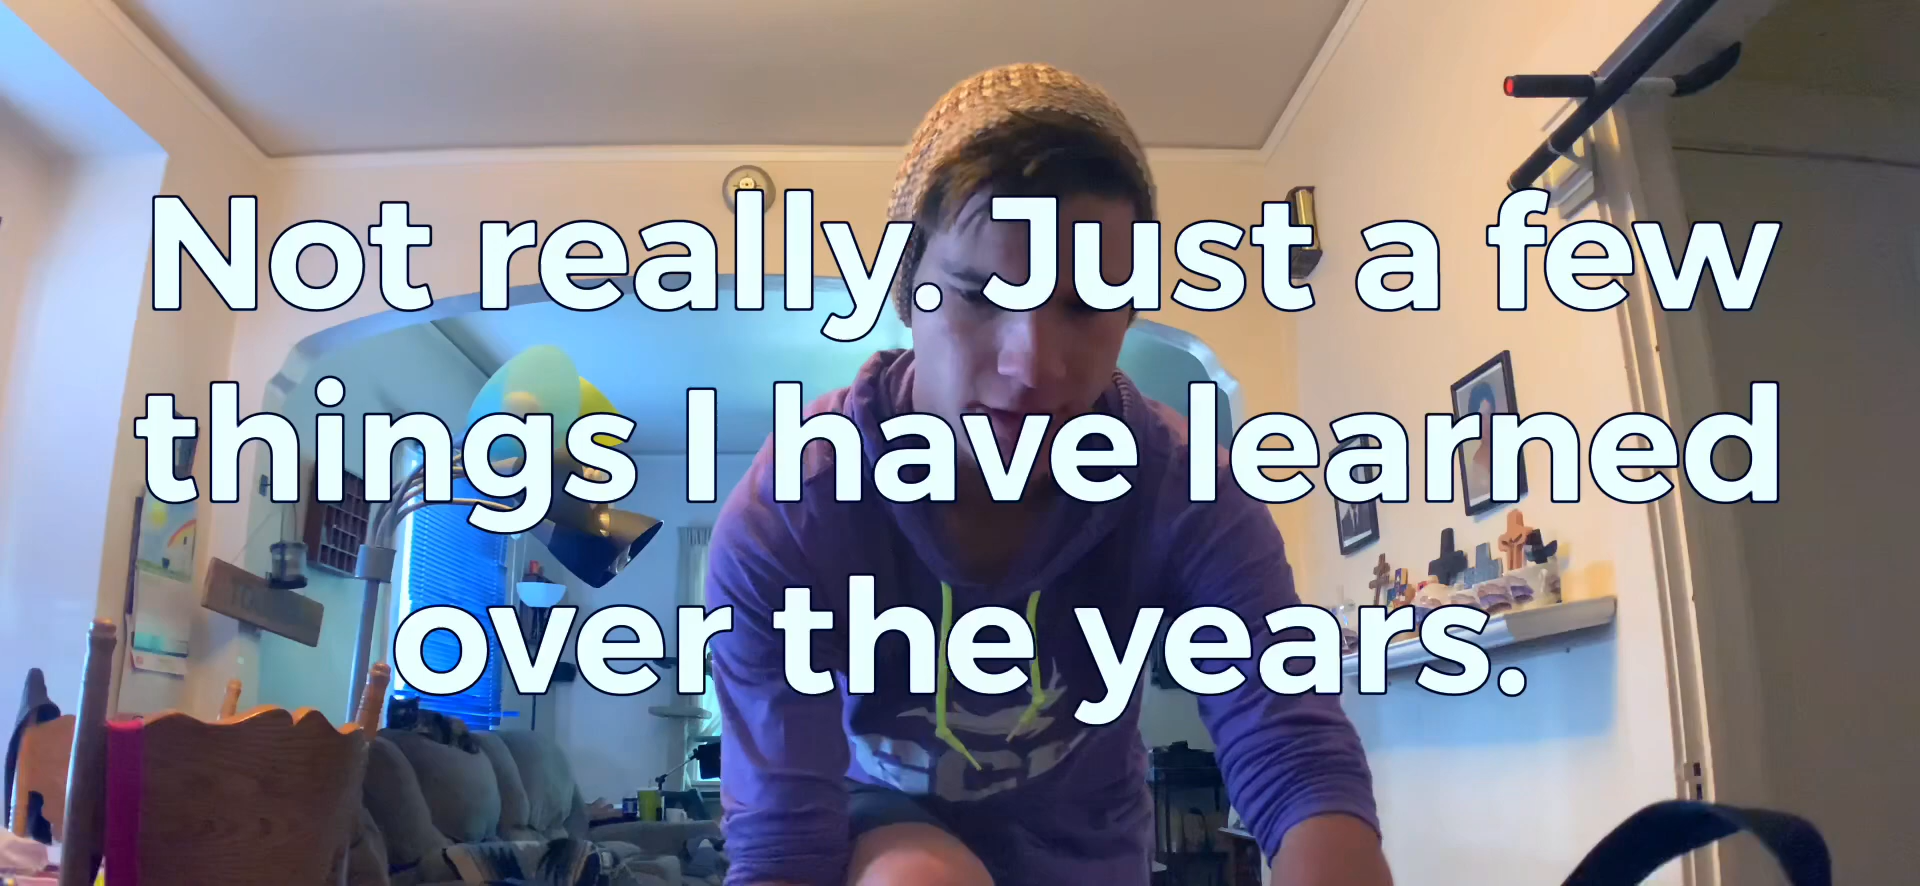 Not really. Just a few
things I have learned
over the years.